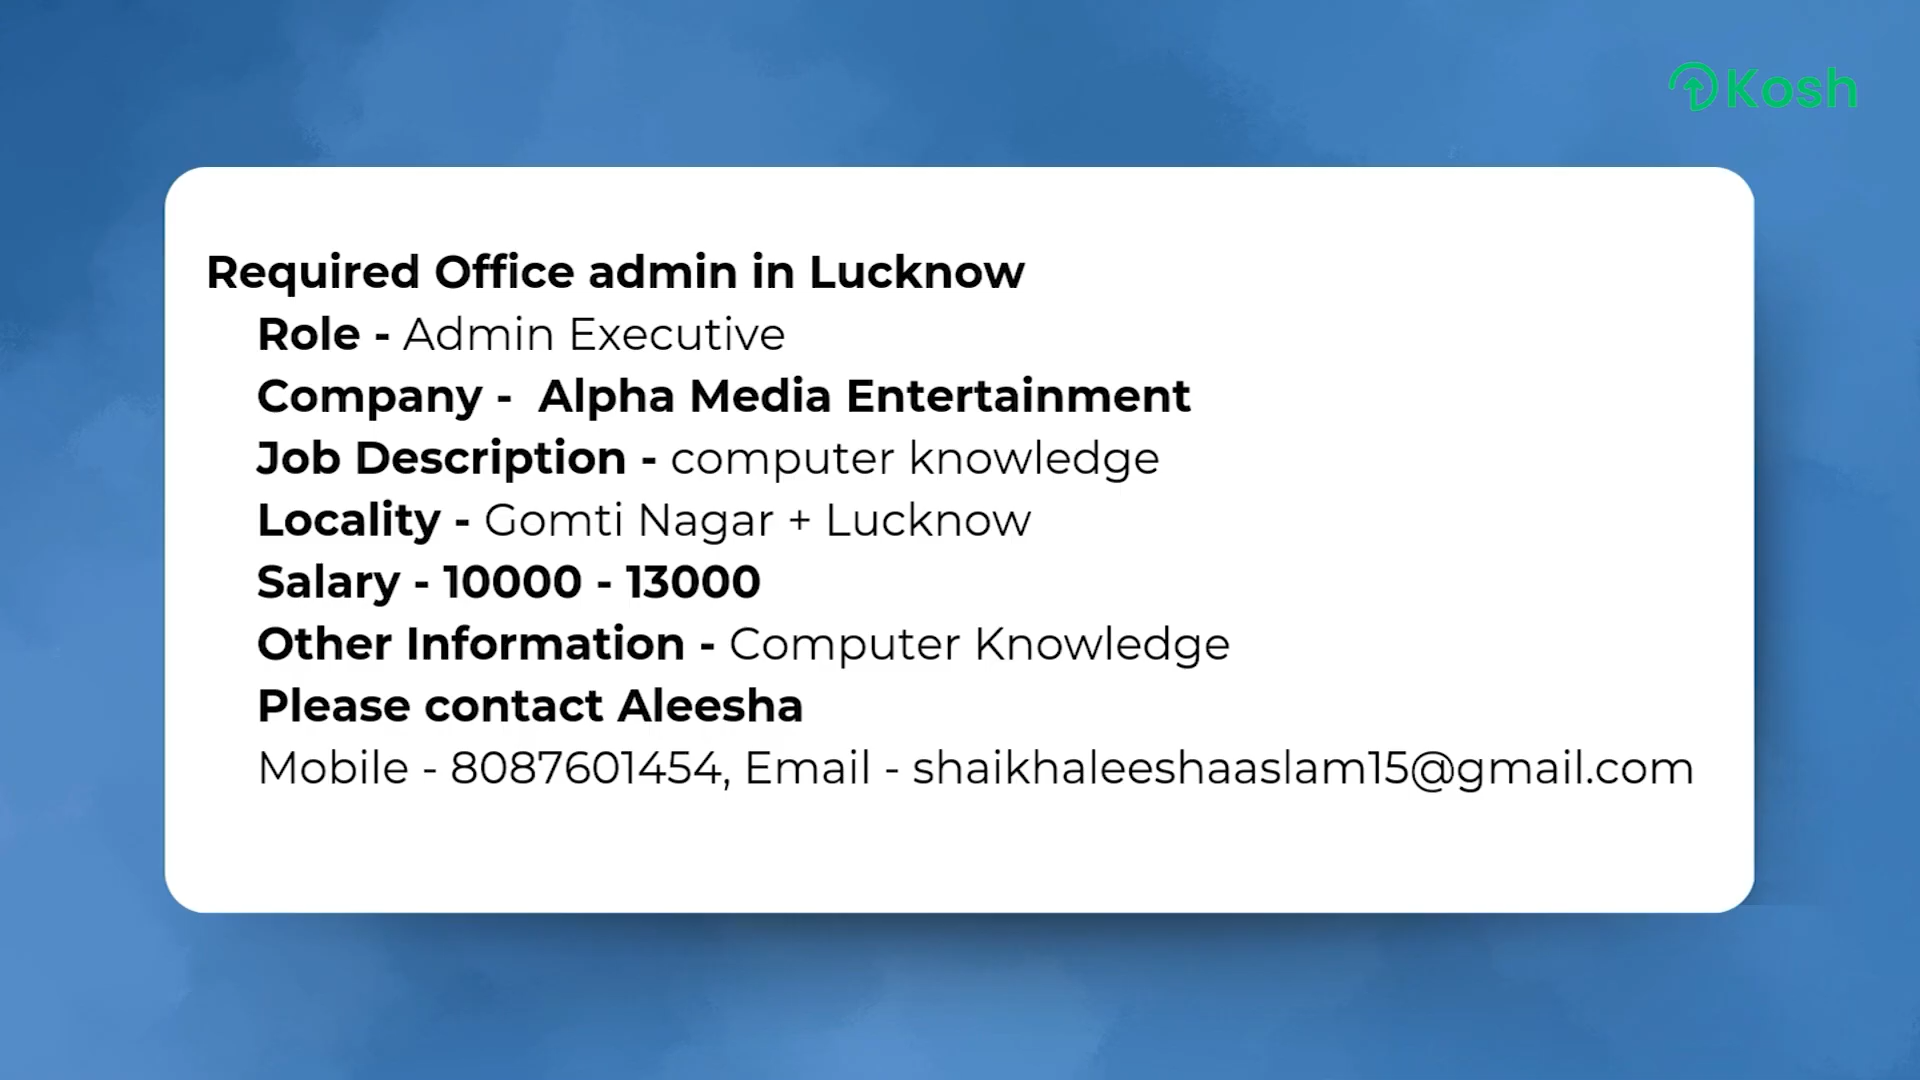 Kosh
Required Office admin in Lucknow
Role - Admin Executive
Company - Alpha Media Entertainment
Job Description - computer knowledge
Locality - Gomti Nagar + Lucknow
Salary - 10000 - 13000
Other Information - Computer Knowledge
Please contact Aleesha
Mobile - 8087601454, Email - shaikhaleeshaaslam15@gmail.com